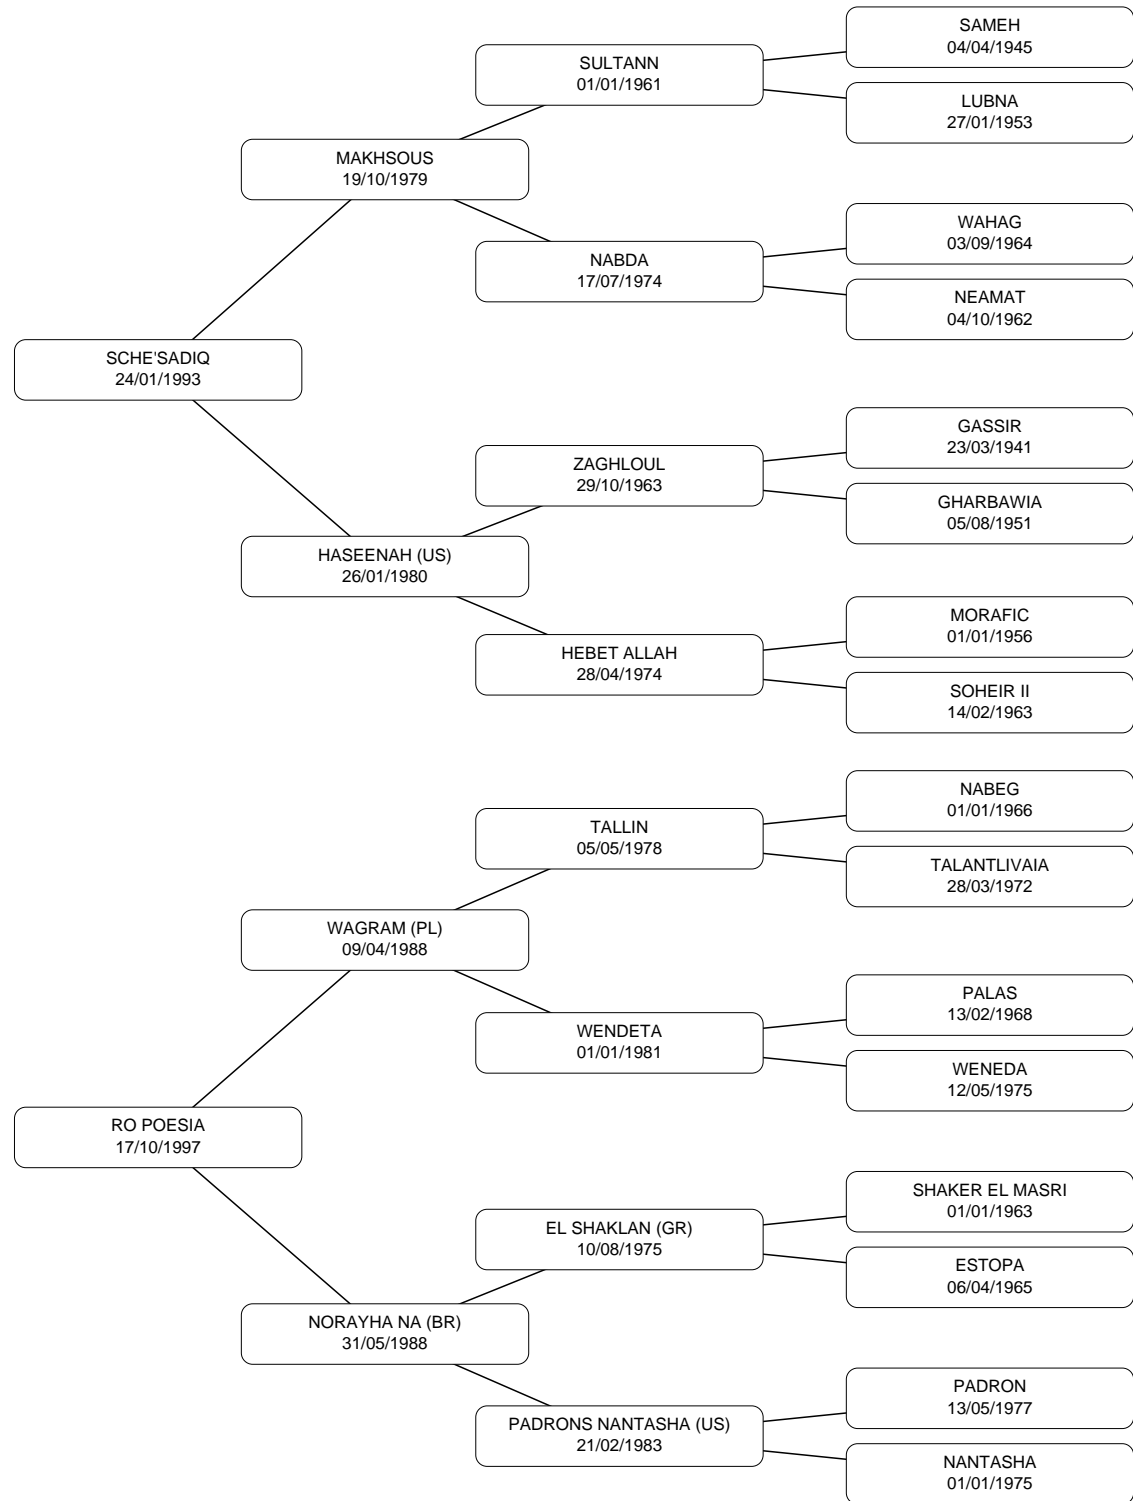 SAMEH
04/04/1945
SULTANN
01/01/1961
LUBNA
27/01/1953
MAKHSOUS
19/10/1979
WAHAG
03/09/1964
NABDA
17/07/1974
NEAMAT
04/10/1962
SCHE'SADIQ
24/01/1993
GASSIR
23/03/1941
ZAGHLOUL
29/10/1963
GHARBAWIA
05/08/1951
HASEENAH (US)
26/01/1980
MORAFIC
01/01/1956
HEBET ALLAH
28/04/1974
SOHEIR II
14/02/1963
NABEG
01/01/1966
TALLIN
05/05/1978
TALANTLIVAIA
28/03/1972
WAGRAM (PL)
09/04/1988
PALAS
13/02/1968
WENDETA
01/01/1981
WENEDA
12/05/1975
RO POESIA
17/10/1997
SHAKER EL MASRI
01/01/1963
EL SHAKLAN (GR)
10/08/1975
ESTOPA
06/04/1965
NORAYHA NA (BR)
31/05/1988
PADRON
13/05/1977
PADRONS NANTASHA (US)
21/02/1983
NANTASHA
01/01/1975